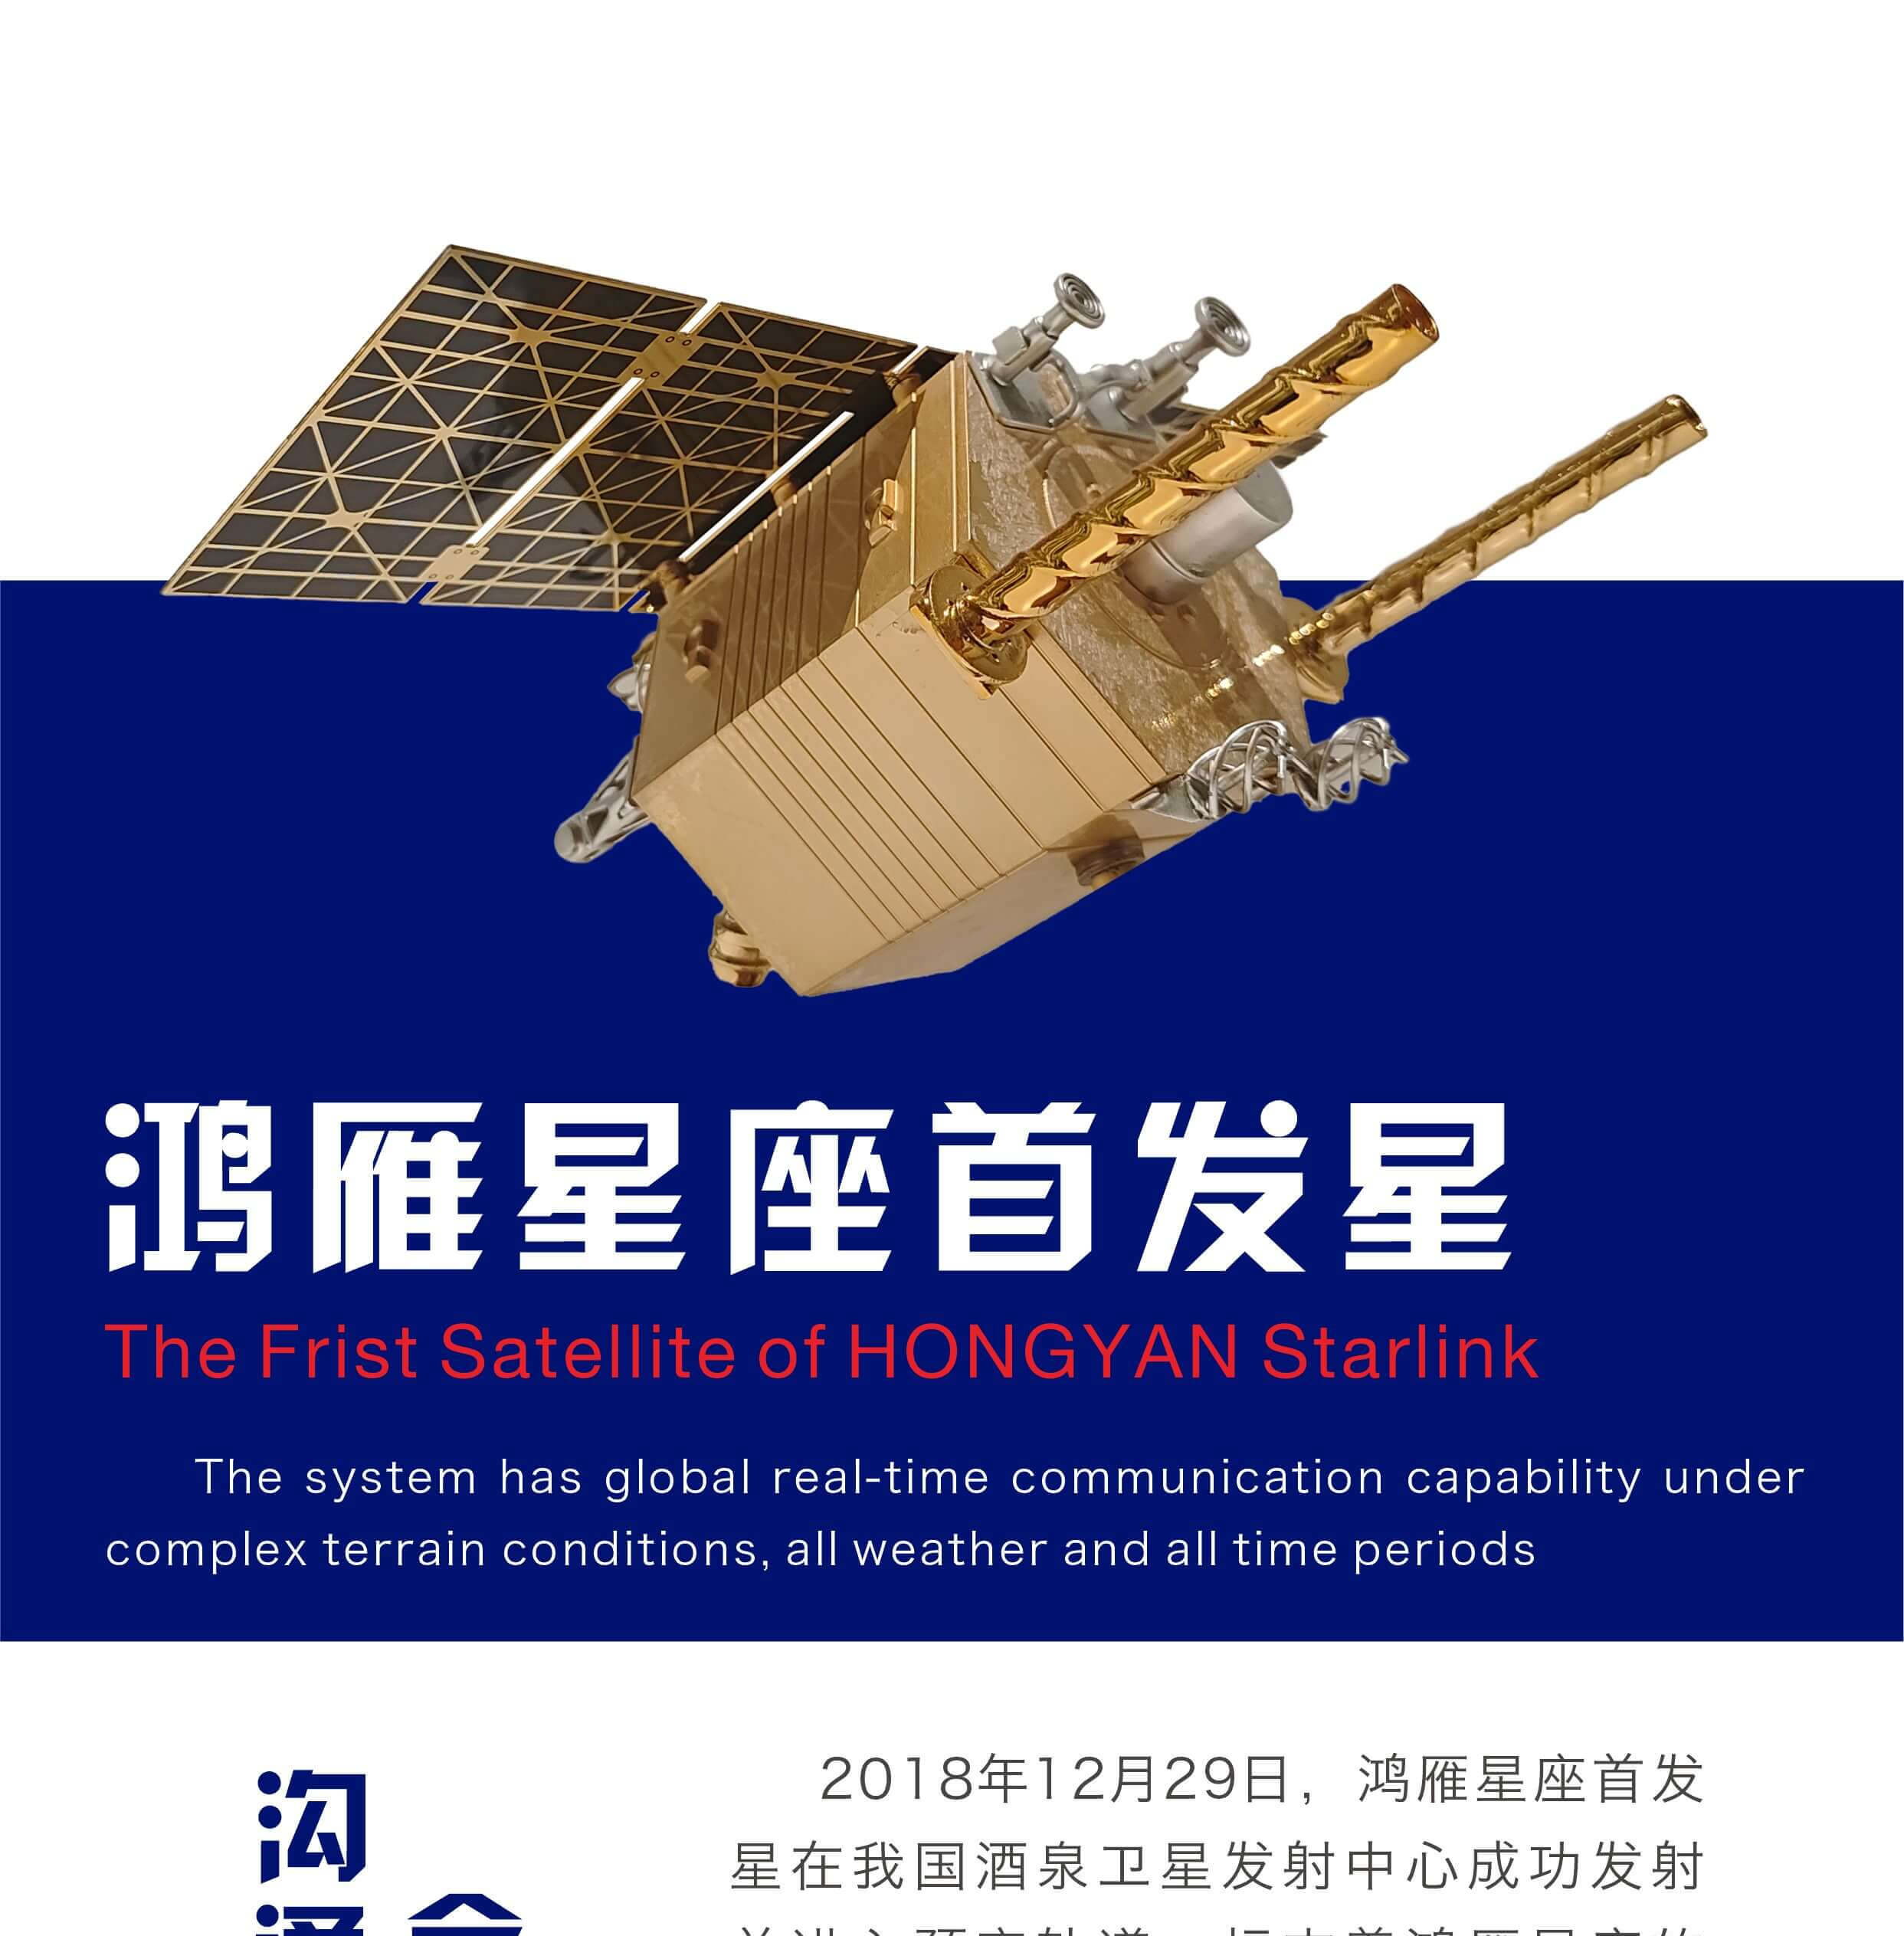 鸿雁星座首发星
The Frist Satellite of HONGYAN Starlink
The system has global real-time communication capability under
complex terrain conditions, all weather and all time periods
沟
2018年12月29日，鸿雁星座首发
星在我国酒泉卫星发射中心成功发射